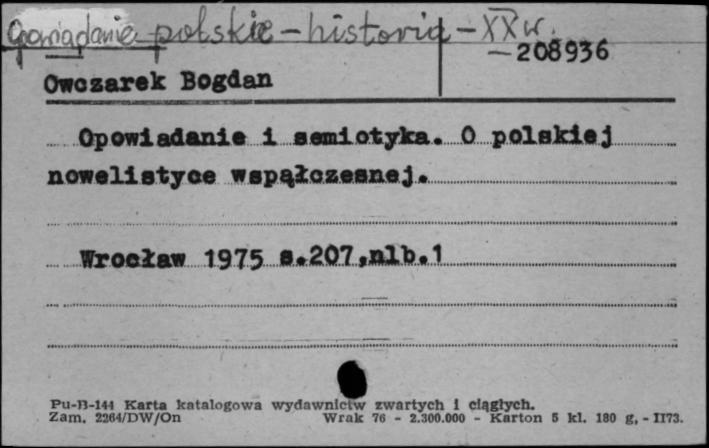 Opowiadanie polskie - historia - XX w.
- 208936
Owczarek Bogdan
Opowiadanie i semiotyka. O polskiej
nowelistyce wspąłczesnej.
Wrocław 1975 s.207,nlb.1
Pu-B-144 Karta katalogowa wydawnictw zwartych i ciągłych.
Zam. 2264/DW/On Wrak 76 - 2.300.000 - Karton 5 kl. 180 g, - II73.